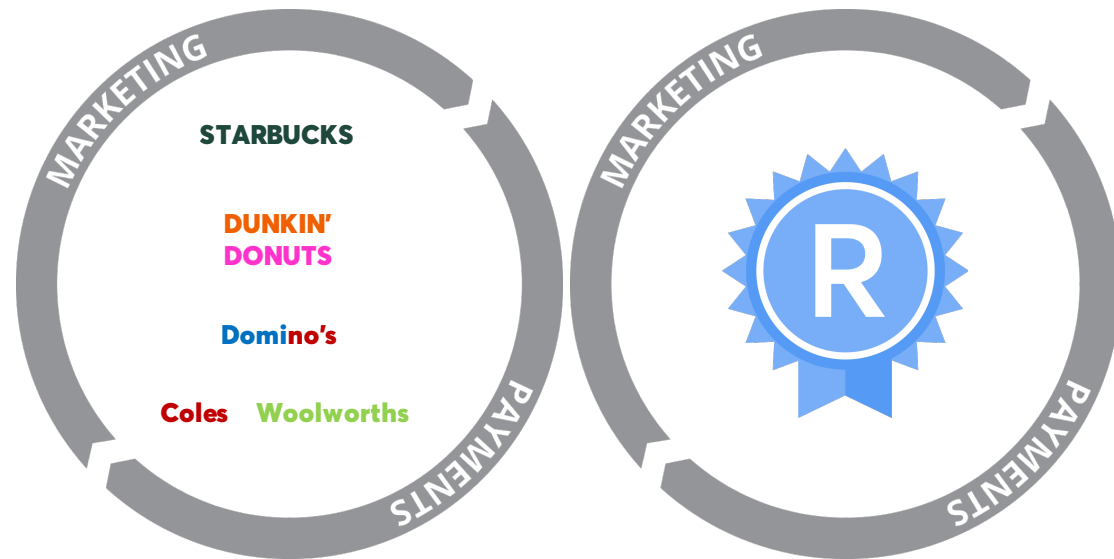 MARKETING
STARBUCKS
DUNKIN’
DONUTS
Domino’s
Coles Woolworths
PAYMENTS
MARKETING
R
PAYMENTS